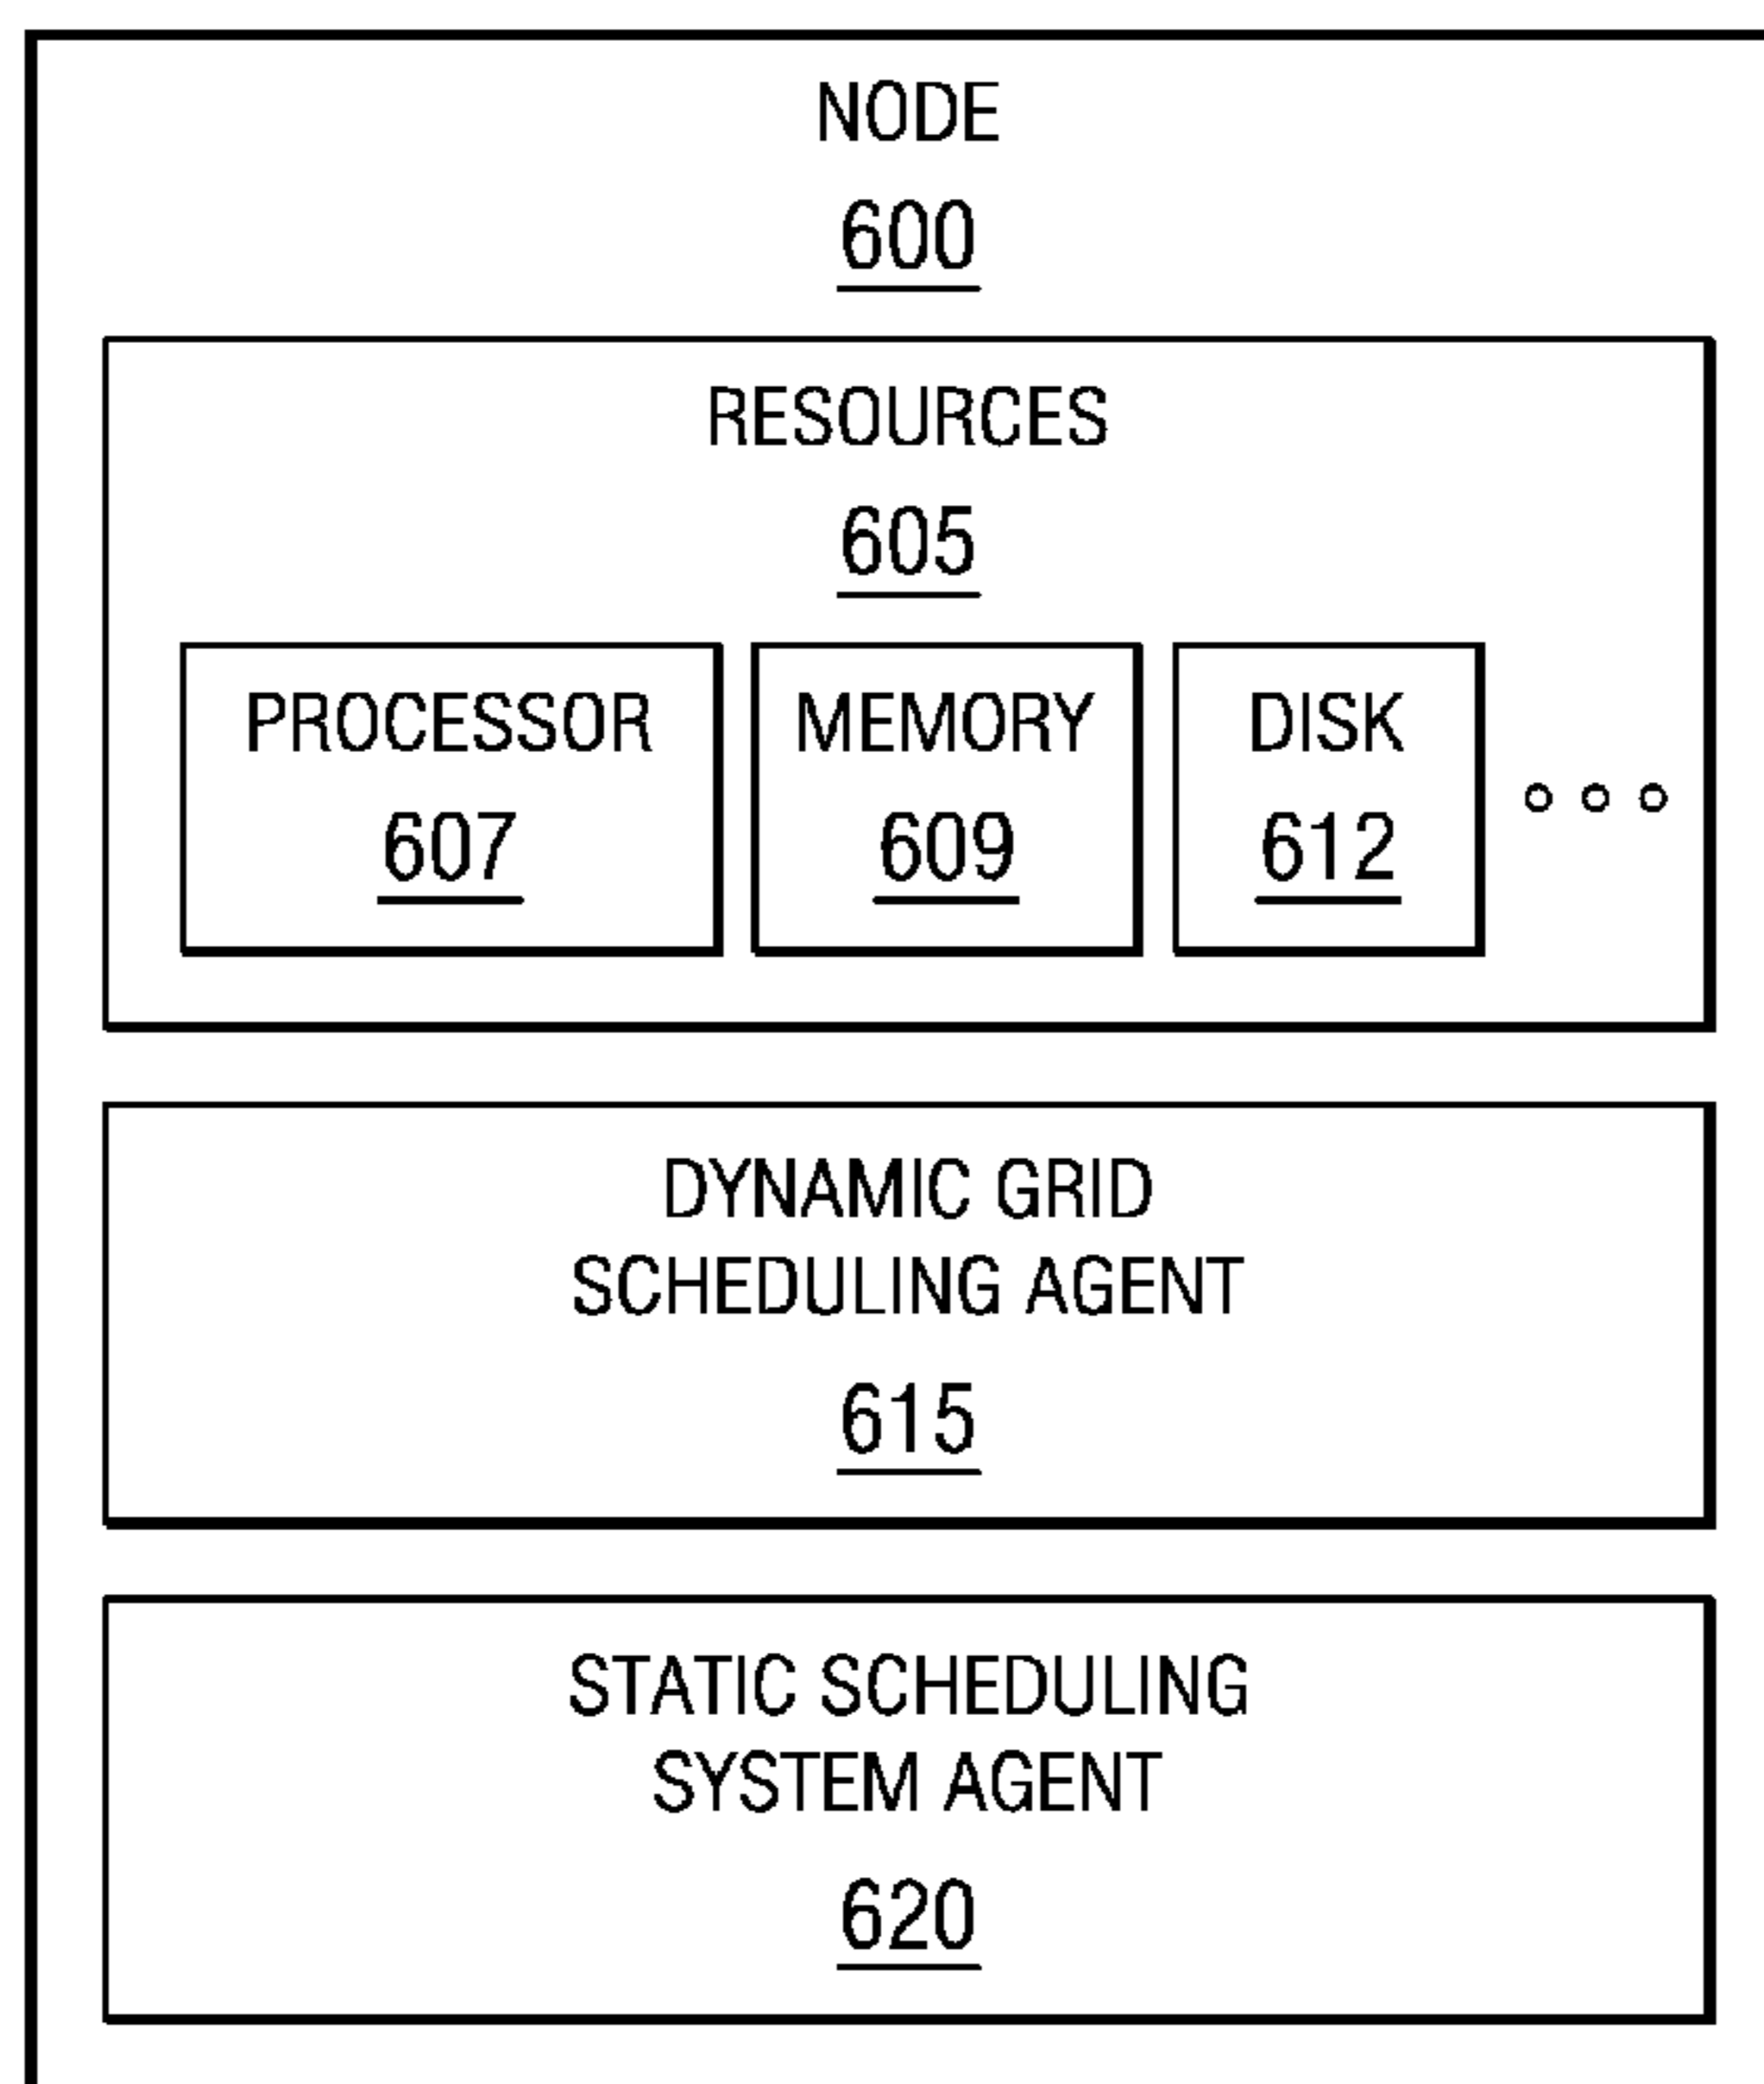 NODE
600
RESOURCES
605
PROCESSOR
607
MEMORY
609
DISK
612
DYNAMIC GRID
SCHEDULING AGENT
615
STATIC SCHEDULING
SYSTEM AGENT
620